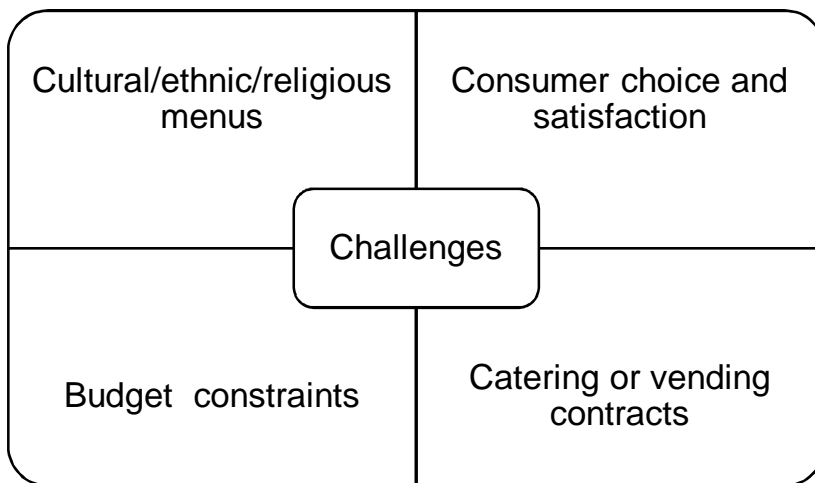 Cultural/ethnic/religious
menus
Consumer choice and
satisfaction
Challenges
Budget constraints
Catering or vending
contracts